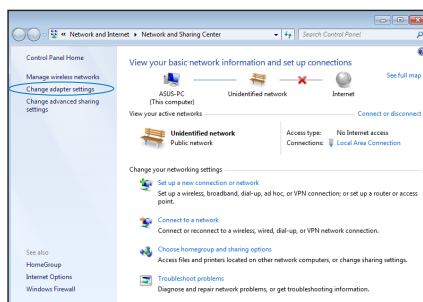 « Network and Internet ▸ Network and Sharing Center
Search Control Panel
Control Panel Home
Manage wireless networks
Change adapter settings
Change advanced sharing
settings
See also
HomeGroup
Internet Options
Windows Firewall
View your basic network information and set up connections
See full map
ASUS-PC
(This computer)
Unidentified network
Internet
View your active networks
Connect or disconnect
Unidentified network
Public network
Access type: No Internet access
Connections: Local Area Connection
Change your networking settings
Set up a new connection or network
Set up a wireless, broadband, dial-up, ad hoc, or VPN connection; or set up a router or access
point.
Connect to a network
Connect or reconnect to a wireless, wired, dial-up, or VPN network connection.
Choose homegroup and sharing options
Access files and printers located on other network computers, or change sharing settings.
Troubleshoot problems
Diagnose and repair network problems, or get troubleshooting information.